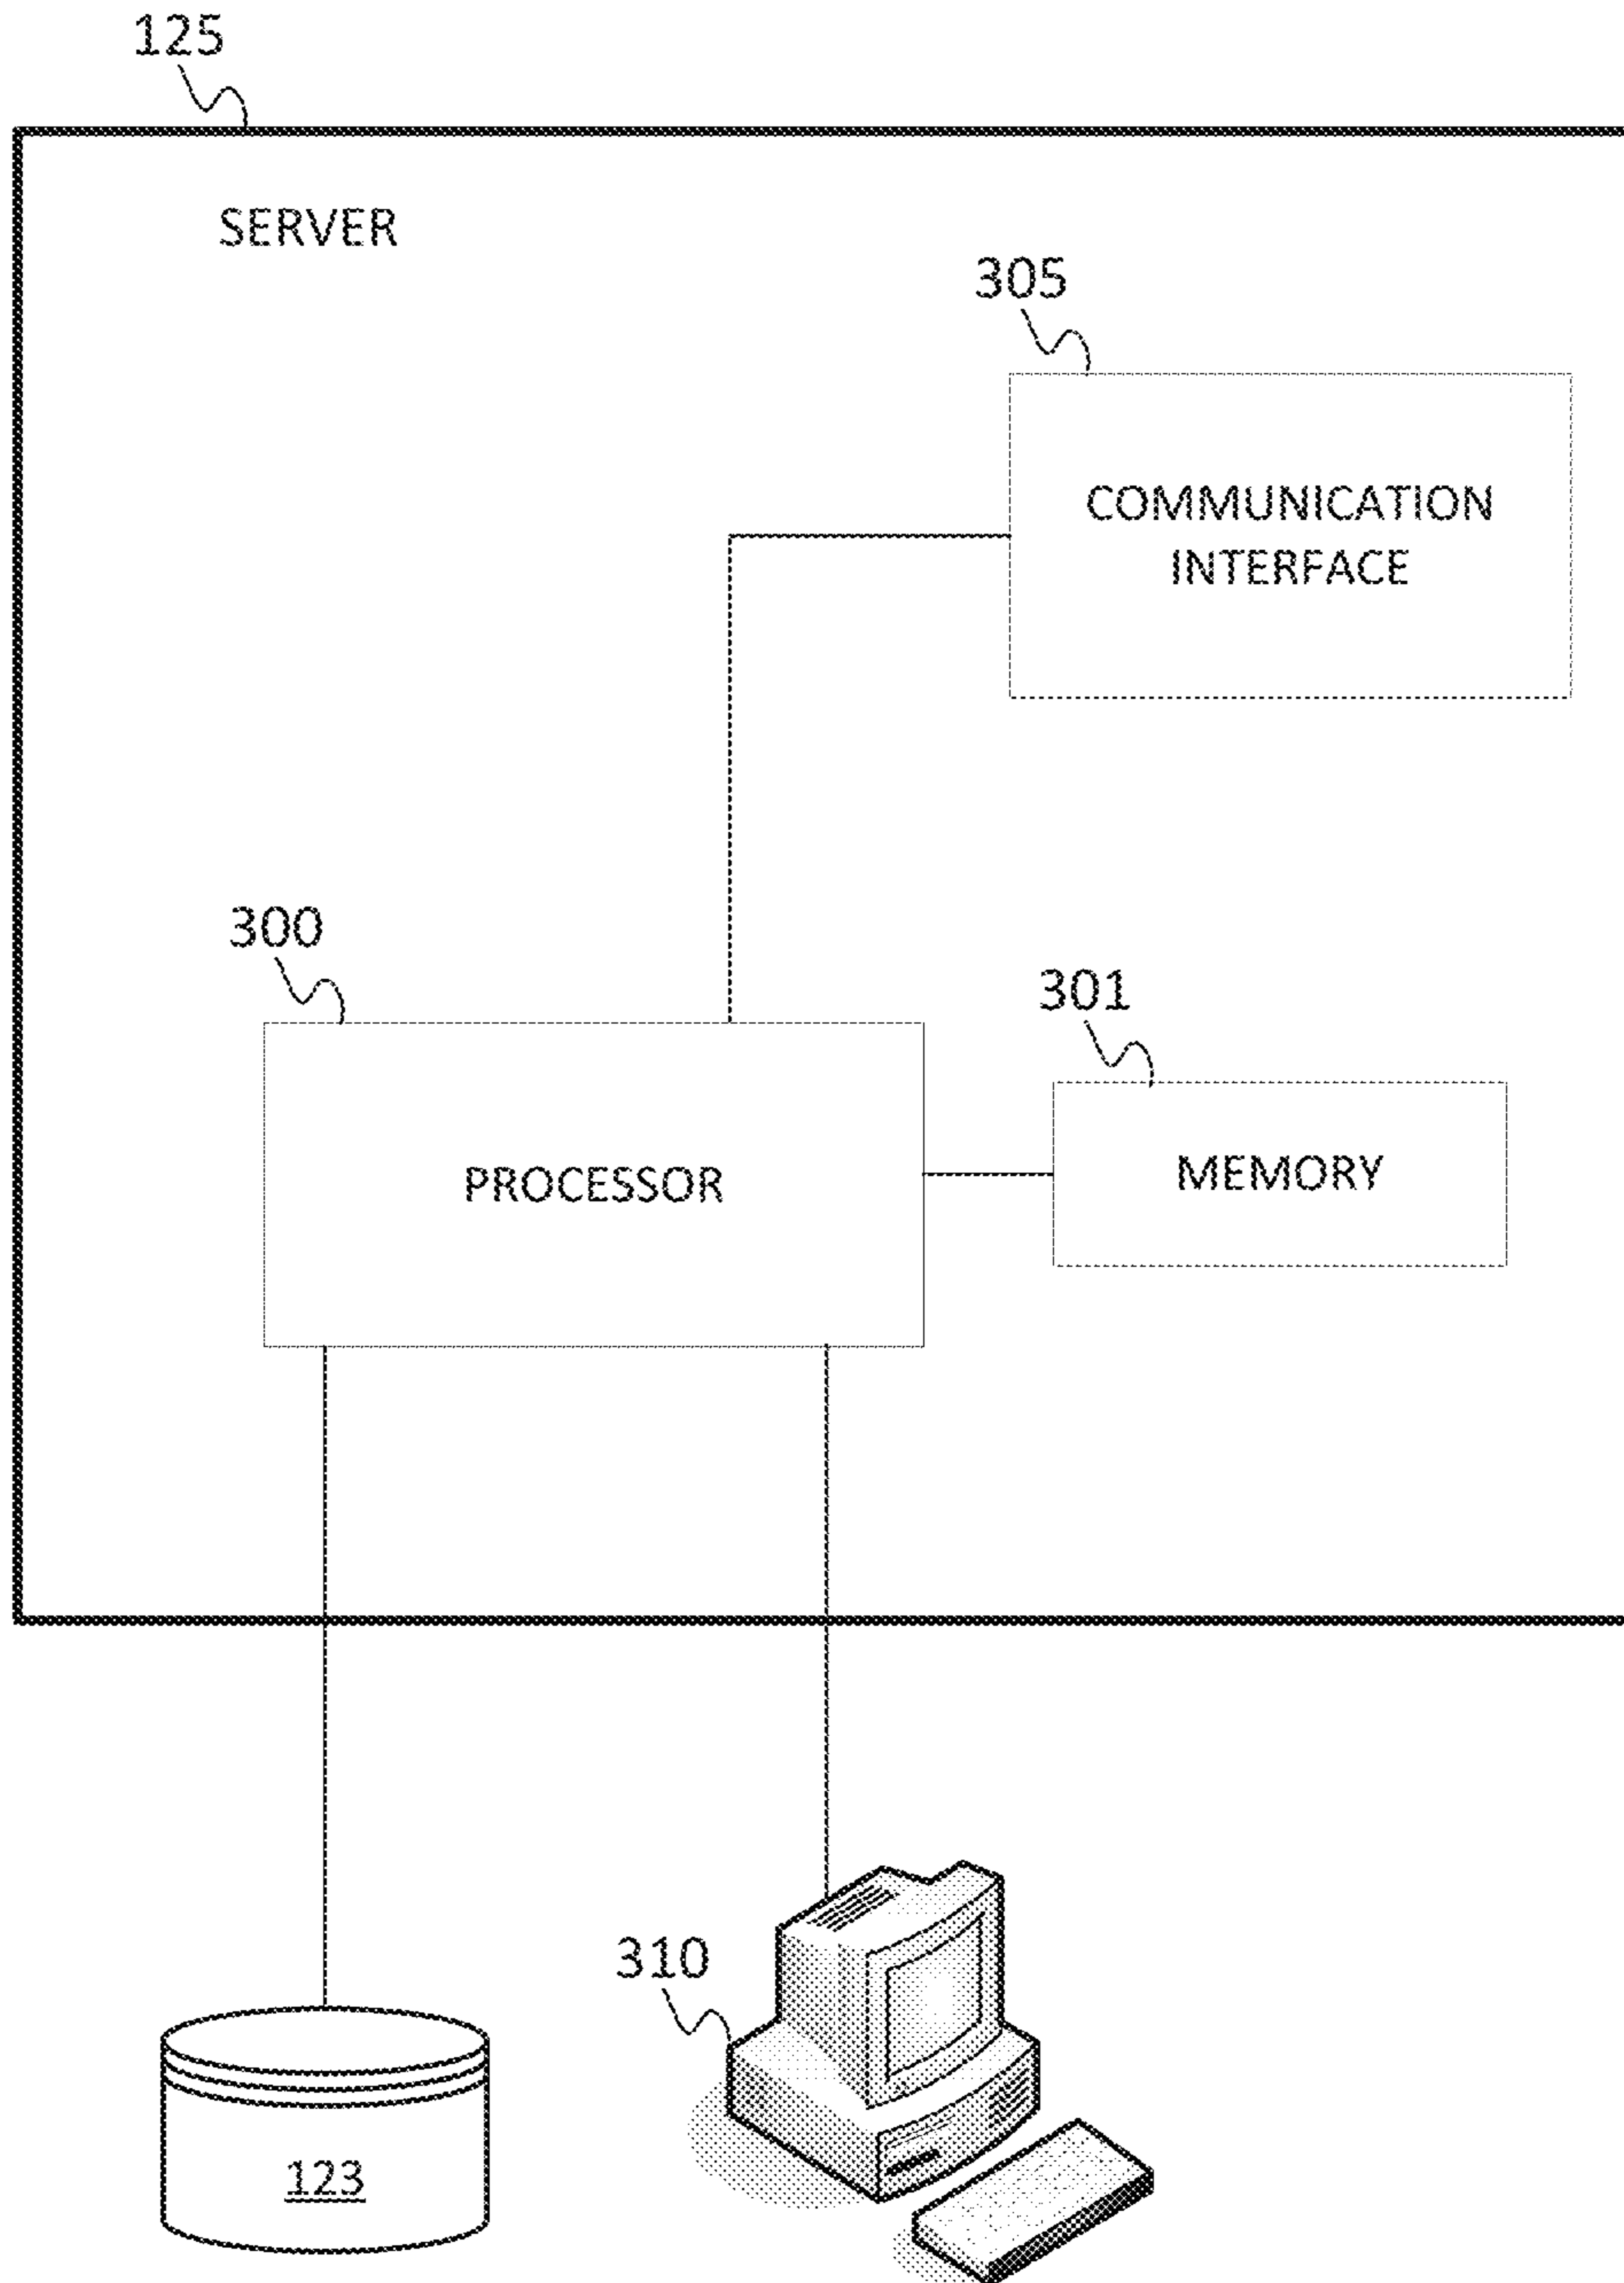 125
SERVER
305
COMMUNICATION
INTERFACE
300
301
PROCESSOR
MEMORY
310
123